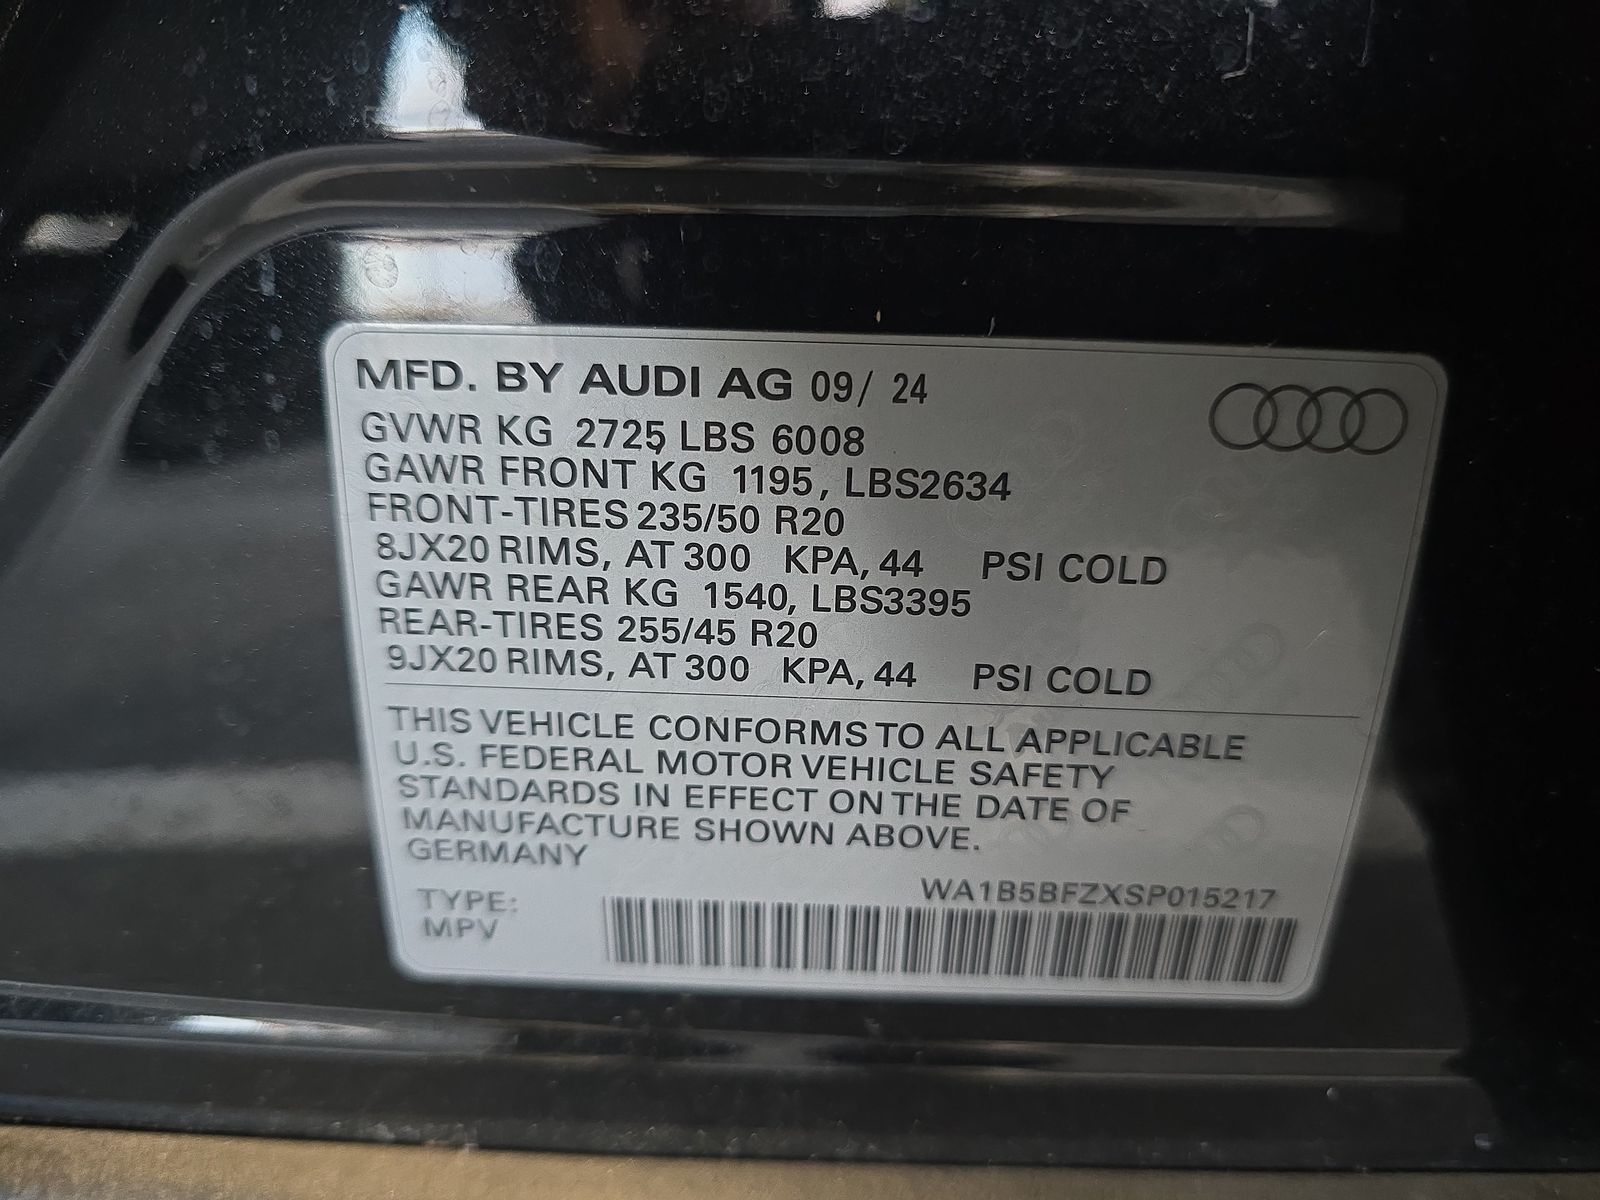 MFD. BY AUDI AG 09/ 24
GVWR KG 2725, LBS 6008
GAWR FRONT KG 1195, LBS2634
FRONT-TIRES 235/50 R20
8JX20 RIMS, AT 300 KPA, 44 PSI COLD
GAWR REAR KG 1540, LBS3395
REAR-TIRES 255/45 R20
9JX20 RIMS, AT 300 KPA, 44 PSI COLD
THIS VEHICLE CONFORMS TO ALL APPLICABLE
U.S. FEDERAL MOTOR VEHICLE SAFETY
STANDARDS IN EFFECT ON THE DATE OF
MANUFACTURE SHOWN ABOVE.
GERMANY
WA1B5BFZXSP015217
TYPE:
MPV